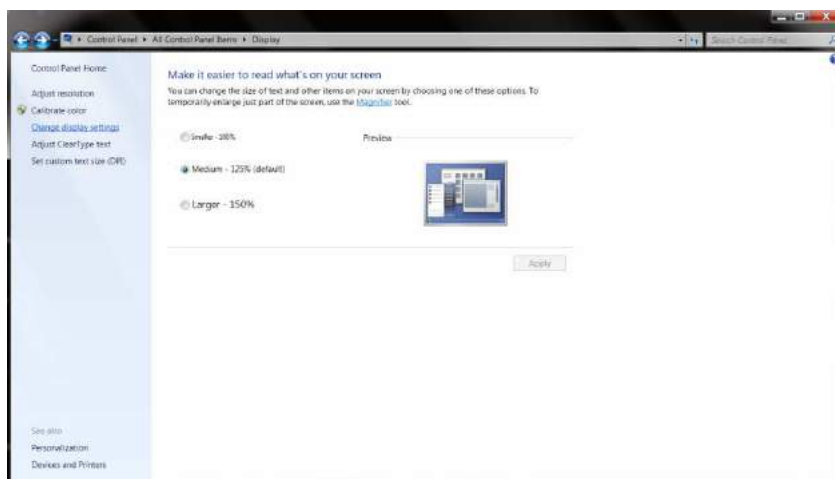 Control Panel ▸ All Control Panel Items ▸ Display
Search Control Panel
Control Panel Home
Adjust resolution
Calibrate color
Change display settings
Adjust ClearType text
Set custom text size (DPI)
Make it easier to read what's on your screen
You can change the size of text and other items on your screen by choosing one of these options. To
temporarily enlarge just part of the screen, use the Magnifier tool.
Smaller - 100%
Preview
Medium - 125% (default)
Larger - 150%
Apply
See also
Personalization
Devices and Printers